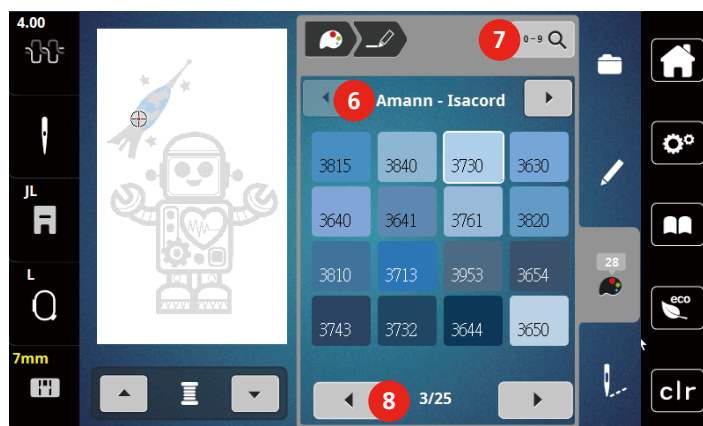 4.00
7
0-9
6 Amann - Isacord
3815 3840 3730 3630
JL
3640 3641 3761 3820
28
3810 3713 3953 3654
L
eco
3743 3732 3644 3650
7mm
8 3/25
clr